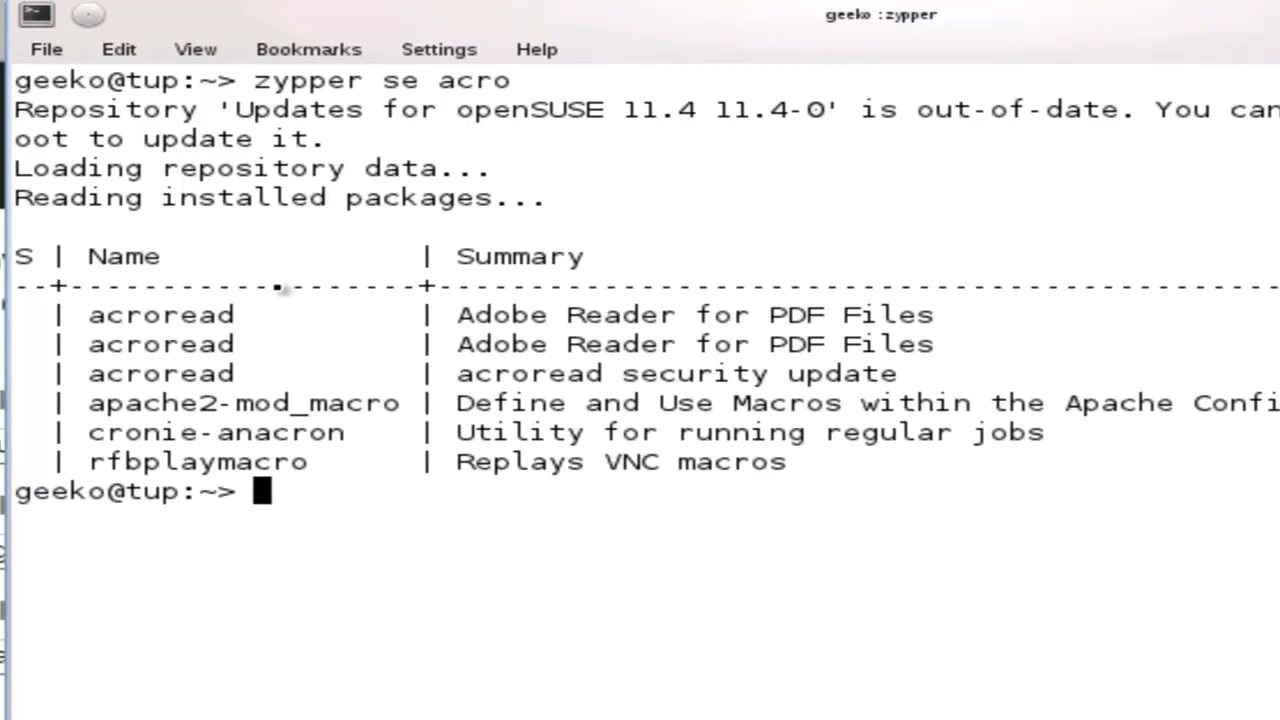 geeko : zypper
File Edit View Bookmarks Settings Help
geeko@tup:~> zypper se acro
Repository 'Updates for openSUSE 11.4 11.4-0' is out-of-date. You can
oot to update it.
Loading repository data...
Reading installed packages...
S | Name | Summary
--+-------------------+----------------------------------------------
| acroread | Adobe Reader for PDF Files
| acroread | Adobe Reader for PDF Files
| acroread | acroread security update
| apache2-mod_macro | Define and Use Macros within the Apache Confi
| cronie-anacron | Utility for running regular jobs
| rfbplaymacro | Replays VNC macros
geeko@tup:~>